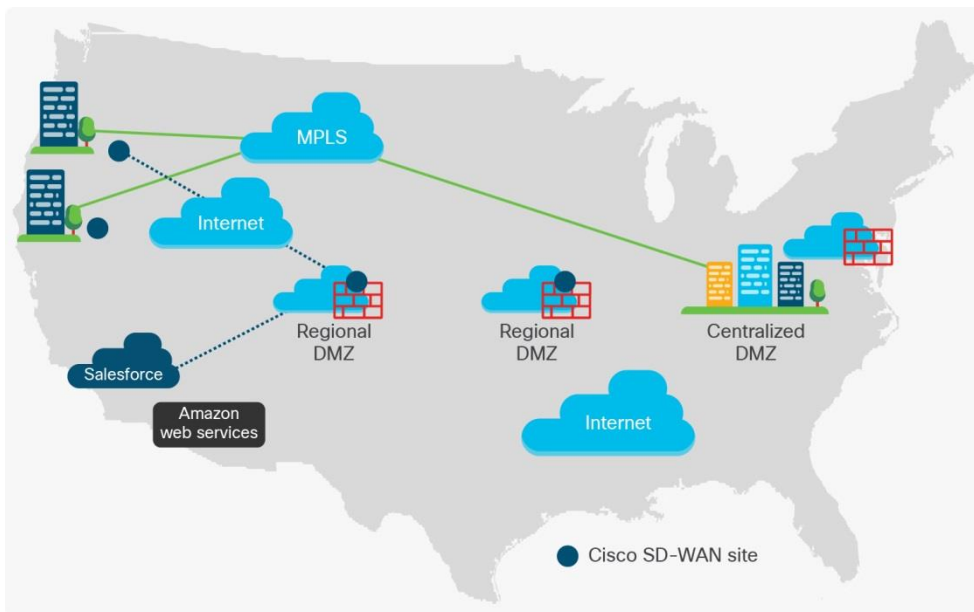 MPLS
Internet
Regional
DMZ
Regional
DMZ
Centralized
DMZ
Salesforce
Amazon
web services
Internet
Cisco SD-WAN site